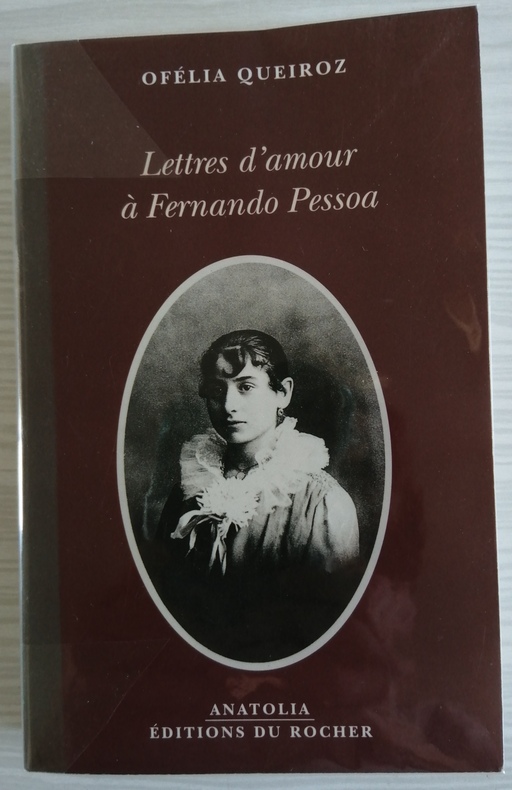 OFÉLIA QUEIROZ
Lettres d'amour
à Fernando Pessoa
ANATOLIA
ÉDITIONS DU ROCHER